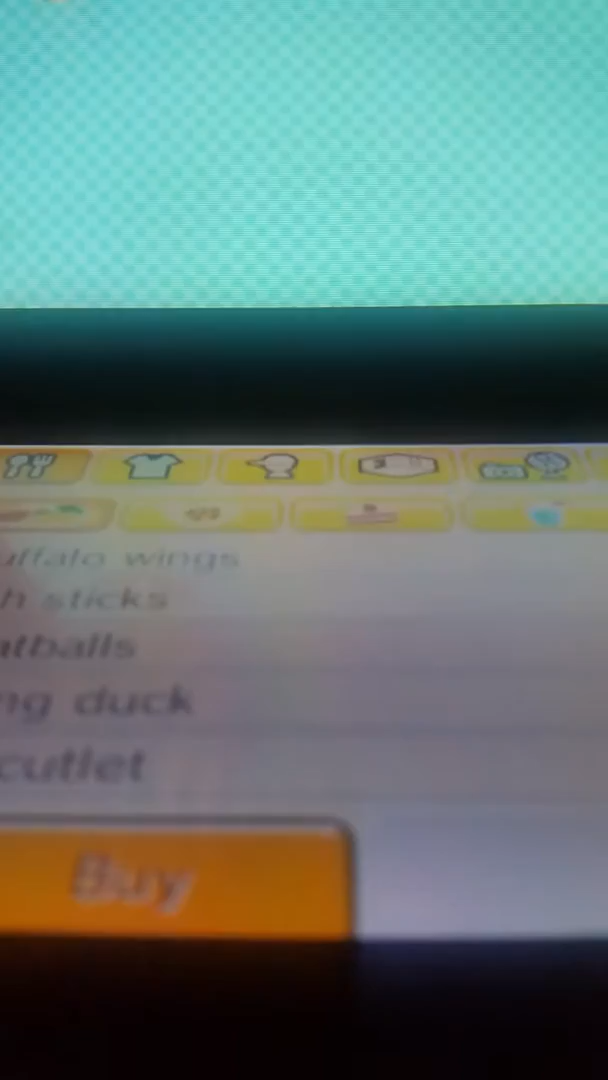 uffalo wings
h sticks
atballs
ng duck
cutlet
Buy